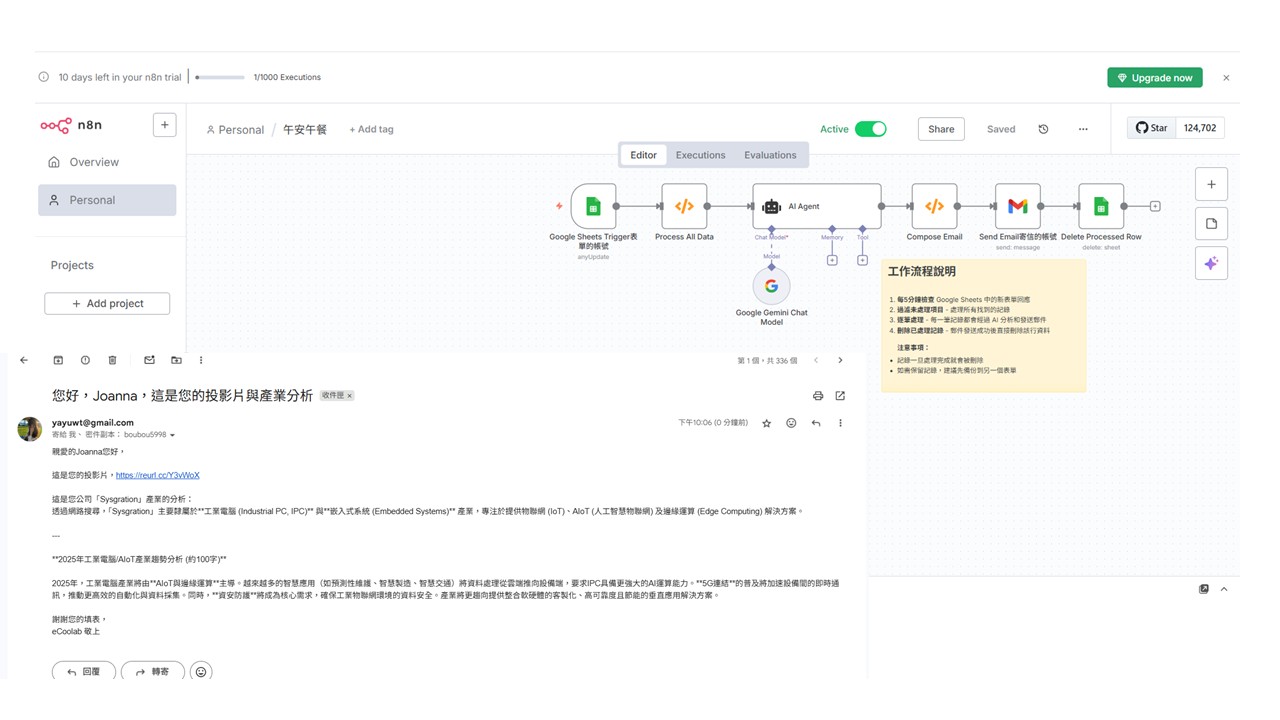 10 days left in your n8n trial
1/1000 Executions
Upgrade now
n8n
Personal / 午安午餐
+ Add tag
Active
Share
Saved
Star
124,702
Overview
Personal
Projects
+ Add project
Editor
Executions
Evaluations
Google Sheets Trigger表
單的帳號
anyUpdate
Process All Data
AI Agent
Chat Model*
Memory
Tool
Model
Google Gemini Chat
Model
Compose Email
Send Email寄信的帳號
send: message
Delete Processed Row
delete: sheet
工作流程說明
1. 每5分鐘檢查 Google Sheets 中的新表單回應
2. 過濾未處理項目 - 處理所有找到的記錄
3. 逐筆處理 - 每一筆記錄都會經過 AI 分析和發送郵件
4. 刪除已處理記錄 - 郵件發送成功後直接刪除該行資料
注意事項：
記錄一旦處理完成就會被刪除
如需保留記錄，建議先備份到另一個表單
第 1 個，共 336 個
您好，Joanna，這是您的投影片與產業分析
收件匣 ×
yayuwt@gmail.com
寄給 我、 密件副本： boubou5998
下午10:06 (0 分鐘前)
親愛的Joanna您好，
這是您的投影片，https://reurl.cc/Y3vWoX
這是您公司「Sysgration」產業的分析：
透過網路搜尋，「Sysgration」主要隸屬於**工業電腦 (Industrial PC, IPC)** 與**嵌入式系統 (Embedded Systems)** 產業，專注於提供物聯網 (IoT)、AIoT (人工智慧物聯網) 及邊緣運算 (Edge Computing) 解決方案。
---
**2025年工業電腦/AIoT產業趨勢分析 (約100字)**
2025年，工業電腦產業將由**AIoT與邊緣運算**主導。越來越多的智慧應用（如預測性維護、智慧製造、智慧交通）將資料處理從雲端推向設備端，要求IPC具備更強大的AI運算能力。**5G連結**的普及將加速設備間的即時通
訊，推動更高效的自動化與資料採集。同時，**資安防護**將成為核心需求，確保工業物聯網環境的資料安全。產業將更趨向提供整合軟硬體的客製化、高可靠度且節能的垂直應用解決方案。
謝謝您的填表，
eCoolab 敬上
回覆
轉寄